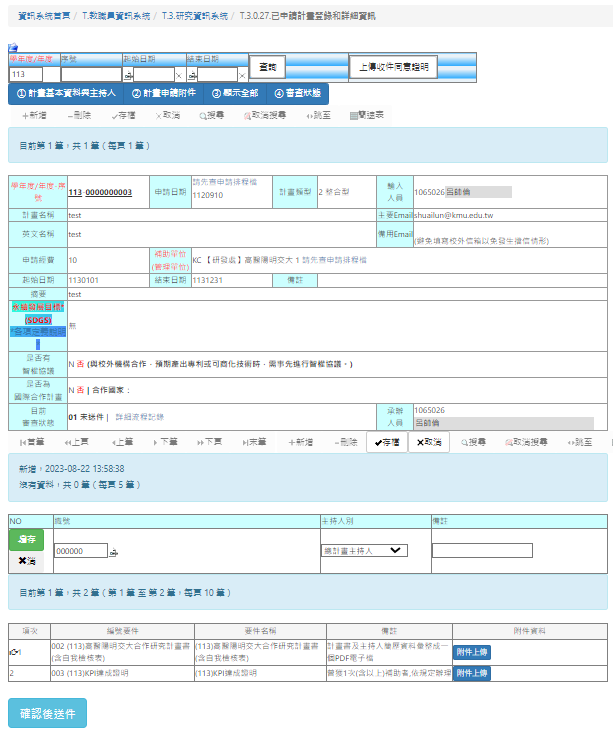 資訊系統首頁 / T.教職員資訊系統 / T.3.研究資訊系統 / T.3.0.27.已申請計畫登錄和詳細資訊
學年度/年度 序號 起始日期 結束日期
113 查詢 上傳收件同意證明
① 計畫基本資料與主持人 ② 計畫申請附件 ③ 顯示全部 ④ 審查狀態
+新增 −刪除 ✓存檔 ×取消 搜尋 取消搜尋 跳至 簡速表
目前第 1 筆，共 1 筆 ( 每頁 1 筆 )
學年度/年度-序號 113-0000000003 申請日期 請先查申請排程檔 1120910 計畫類型 2 整合型 輸入人員 1065026 呂帥倫
計畫名稱 test 主要Email shuailun@kmu.edu.tw
英文名稱 test 備用Email (避免填寫校外信箱以免發生擋信情形)
申請經費 10 補助單位(管理單位) KC 【研發處】高醫陽明交大 1 請先查申請排程檔
起始日期 1130101 結束日期 1131231 備註
摘要 test
永續發展目標*
(SDGS)
無
是否有智權協議 N 否 (與校外機構合作，預期產出專利或可商化技術時，需事先進行智權協議。)
是否為國際合作計畫 N 否 | 合作國家：
目前審查狀態 01 未送件 | 詳細流程記錄 承辦人員 1065026 呂帥倫
首筆 上頁 上筆 下筆 下頁 末筆 +新增 −刪除 ✓存檔 ×取消 搜尋 取消搜尋 跳至
新增，2023-08-22 13:58:38
沒有資料，共 0 筆 ( 每頁 5 筆 )
NO 職號 主持人別 備註
儲存
000000 總計畫主持人
✖消
目前第 1 筆，共 2 筆 ( 第 1 筆 至 第 2 筆，每頁 10 筆 )
項次 編號要件 要件名稱 備註 附件資料
1 002 (113)高醫陽明交大合作研究計畫書(含自我檢核表) (113)高醫陽明交大合作研究計畫書(含自我檢核表) 計畫書及主持人簡歷資料彙整成一個PDF電子檔 附件上傳
2 003 (113)KPI達成證明 (113)KPI達成證明 曾獲1次(含以上)補助者,依規定辦理 附件上傳
確認後送件